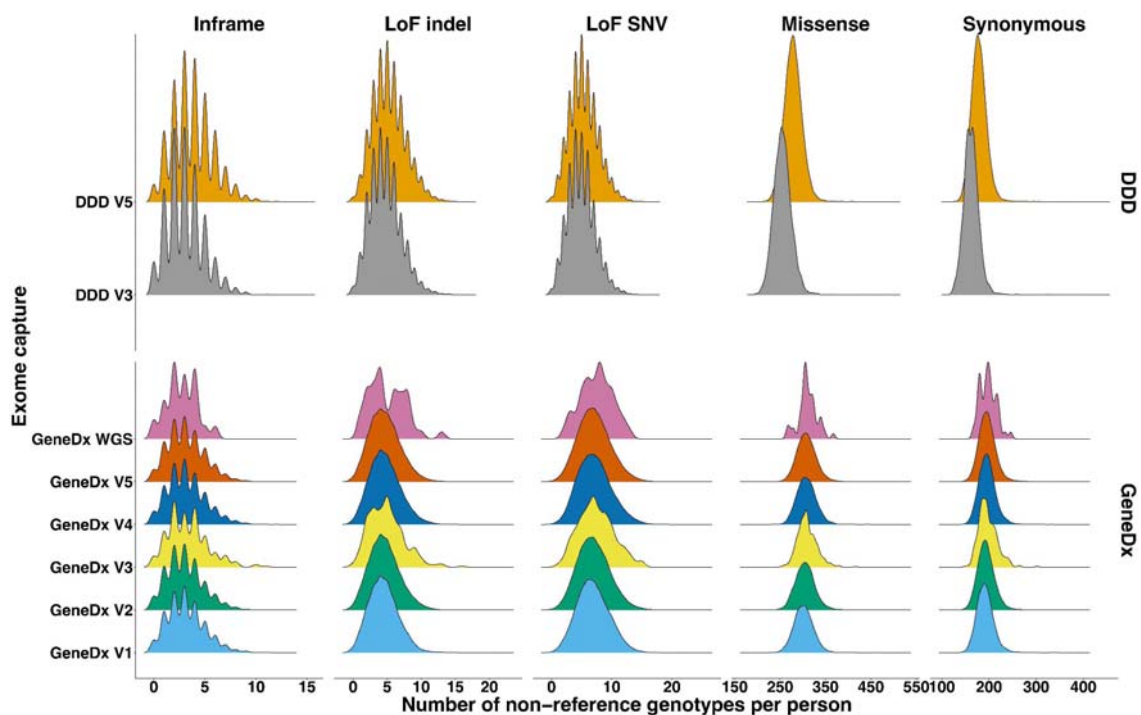 Inframe LoF indel LoF SNV Missense Synonymous
DDD V5
DDD V3
DDD
Exome capture
GeneDx WGS
GeneDx V5
GeneDx V4
GeneDx V3
GeneDx V2
GeneDx V1
GeneDx
0 5 10 15 0 5 10 15 20 0 5 10 15 20 150 250 350 450 550 100 200 300 400
Number of non−reference genotypes per person